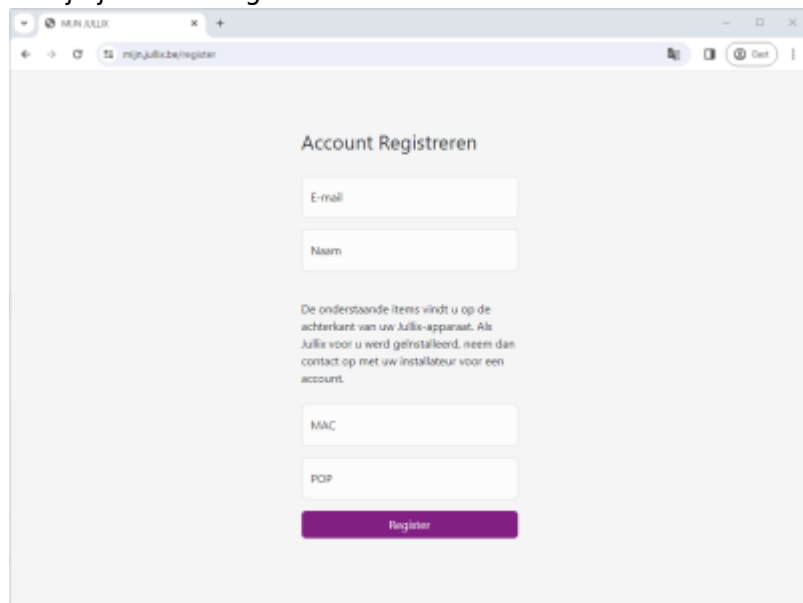 MIJN JULLIX
mijn.jullix.be/register
Gast
Account Registreren
E-mail
Naam
De onderstaande items vindt u op de
achterkant van uw Jullix-apparaat. Als
Jullix voor u werd geïnstalleerd, neem dan
contact op met uw installateur voor een
account.
MAC
POP
Register